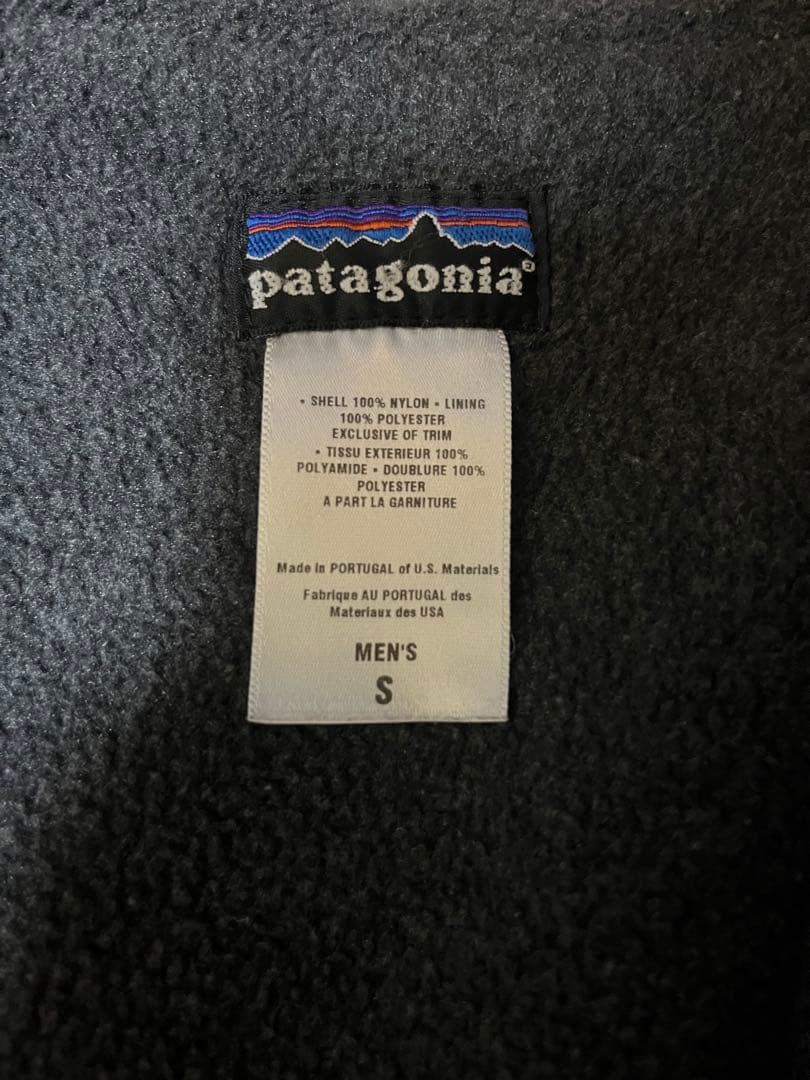 patagonia®
• SHELL 100% NYLON • LINING
100% POLYESTER
EXCLUSIVE OF TRIM
• TISSU EXTERIEUR 100%
POLYAMIDE • DOUBLURE 100%
POLYESTER
A PART LA GARNITURE
Made in PORTUGAL of U.S. Materials
Fabrique AU PORTUGAL des
Materiaux des USA
MEN'S
S